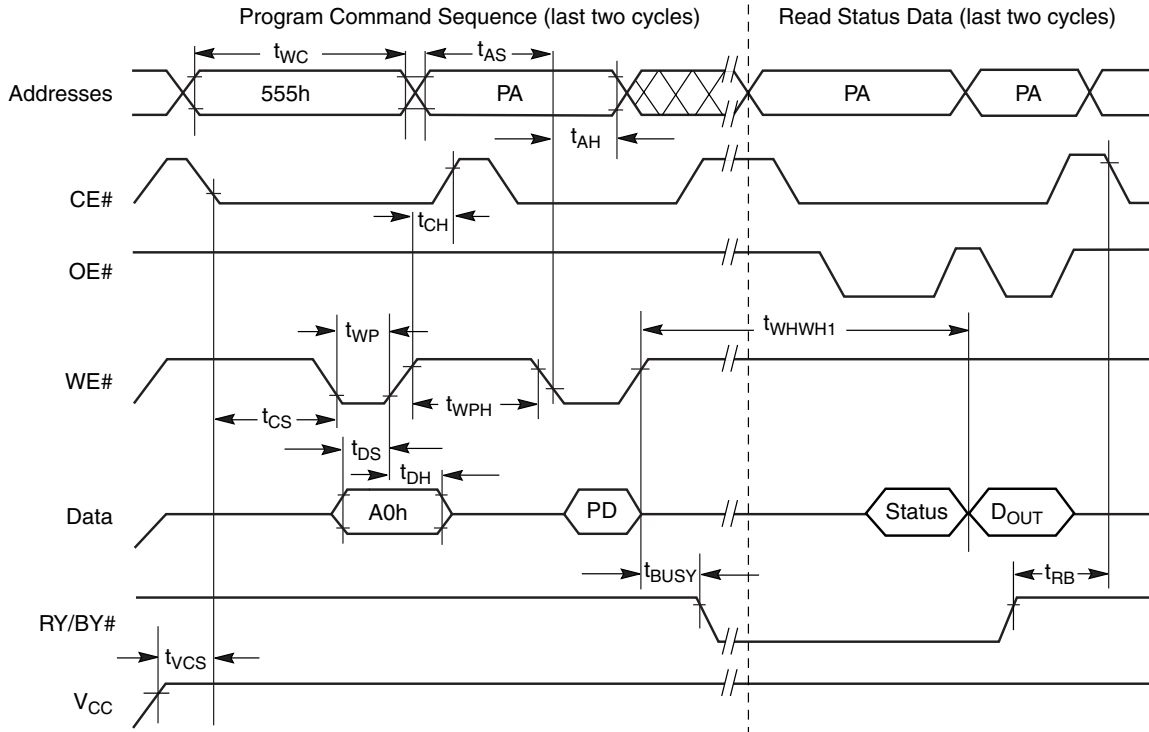 Program Command Sequence (last two cycles)
Read Status Data (last two cycles)
tWC
tAS
Addresses
555h
PA
PA
PA
tAH
CE#
tCH
OE#
tWP
tWHWH1
WE#
tCS
tWPH
tDS
tDH
Data
A0h
PD
Status
DOUT
tBUSY
tRB
RY/BY#
tVCS
VCC